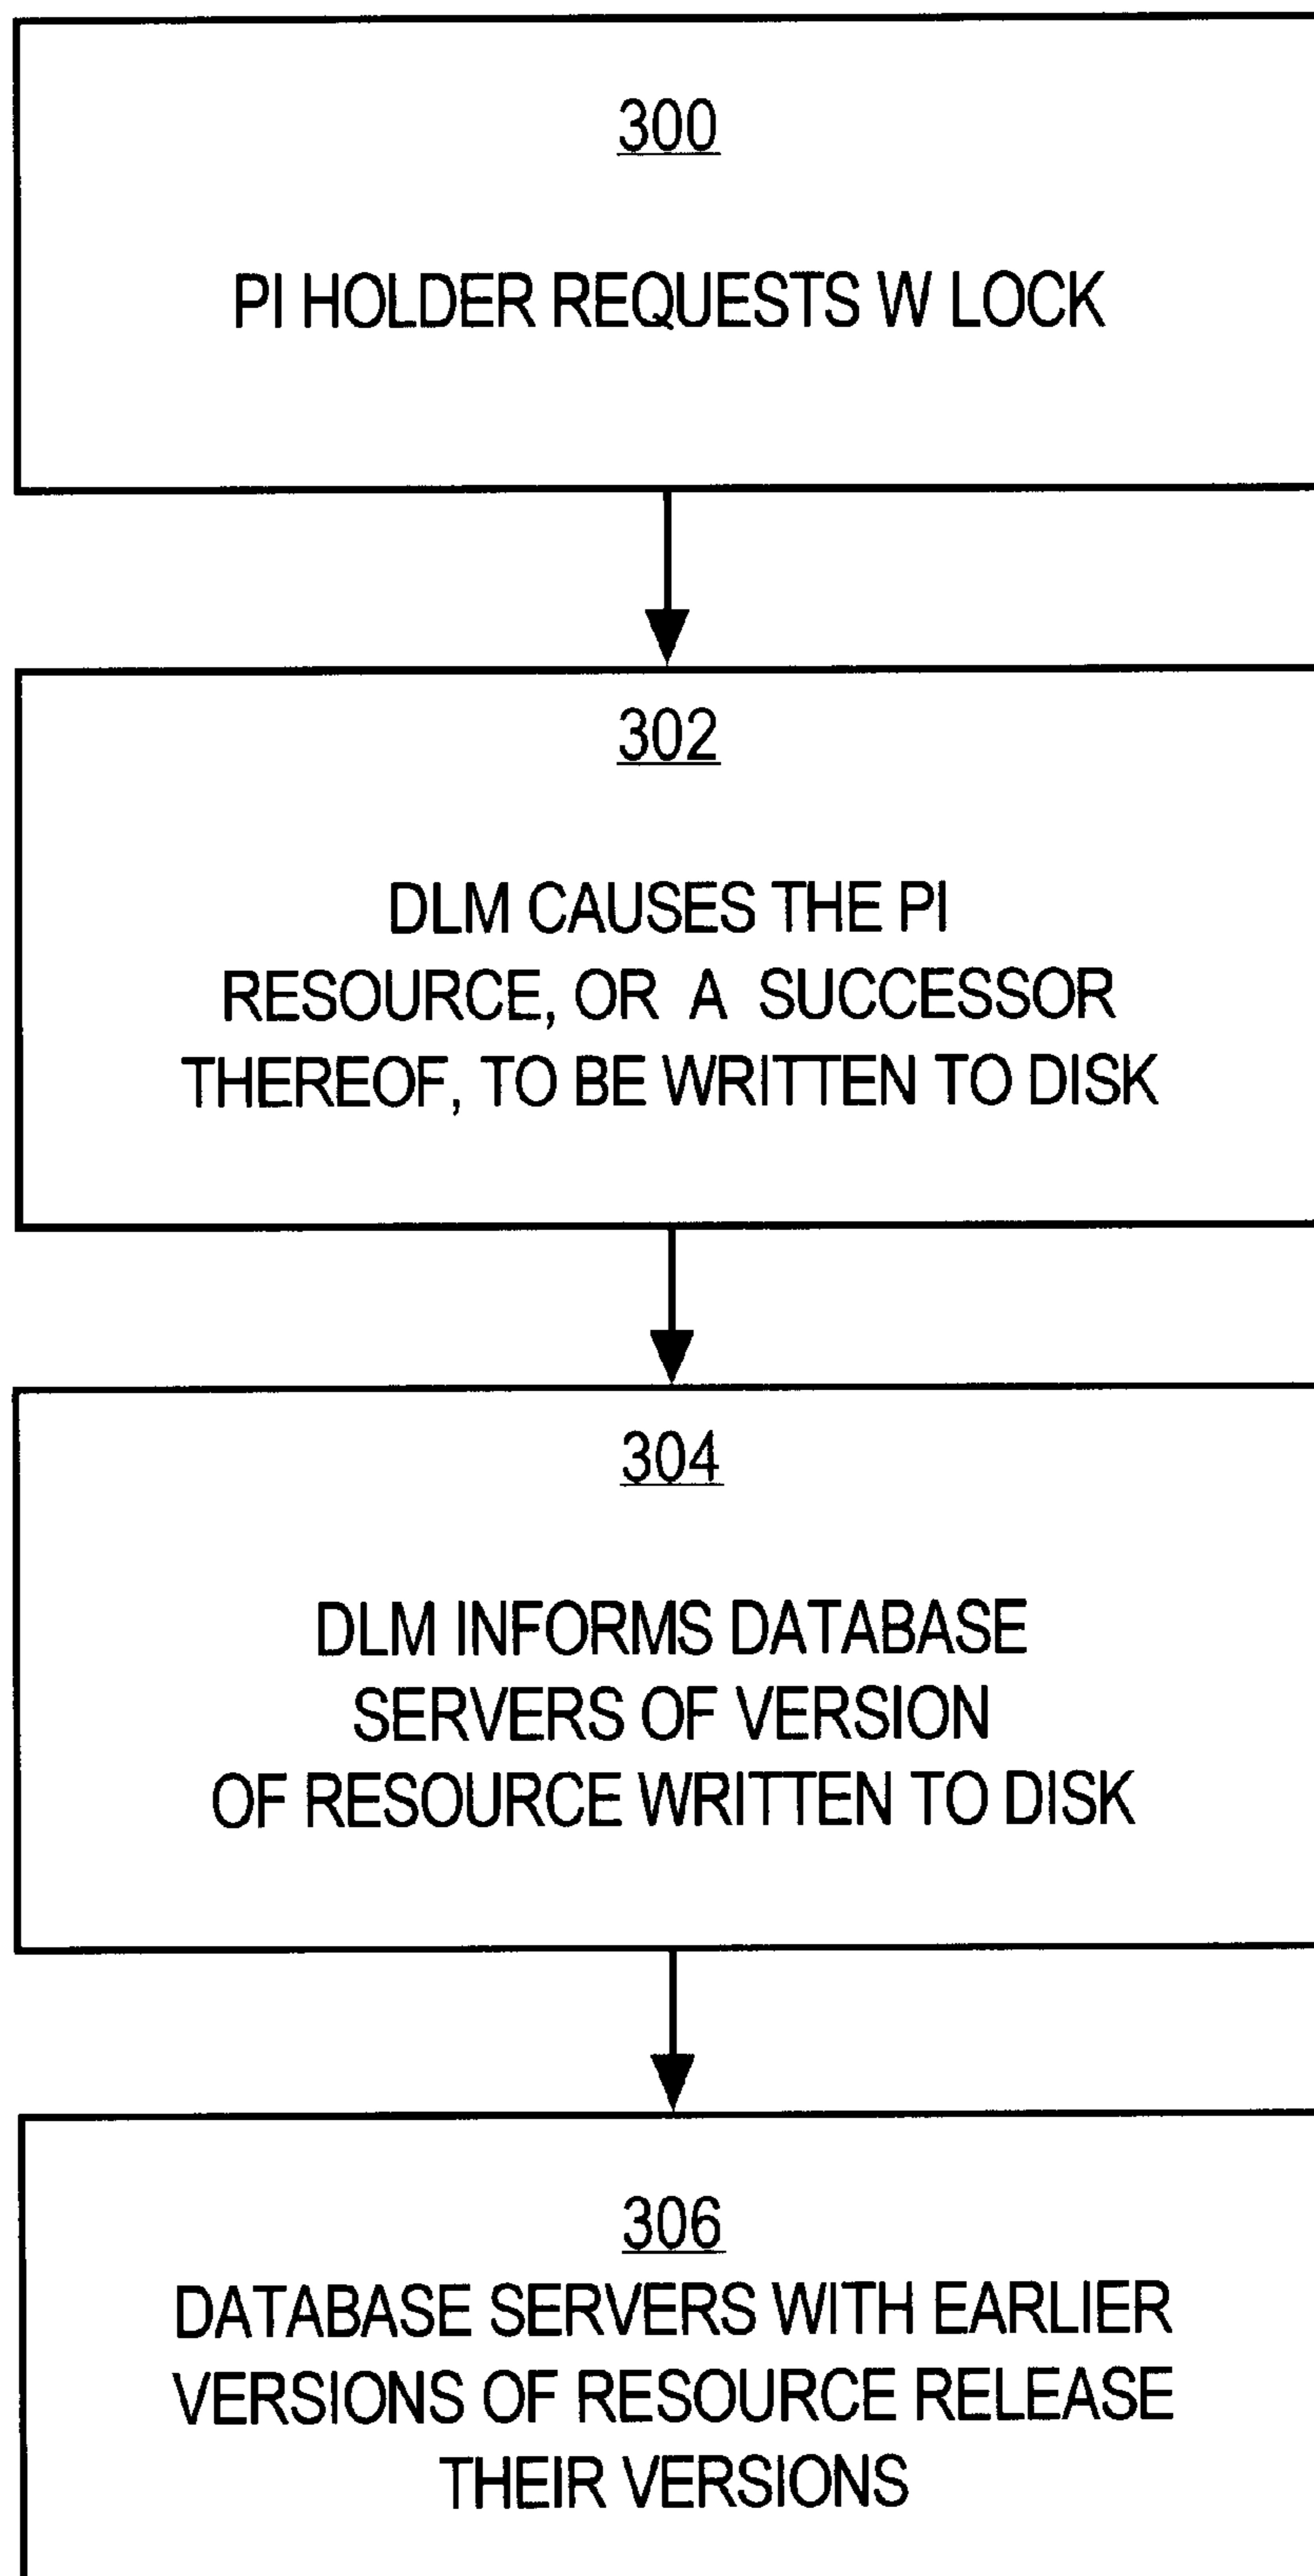 300
PI HOLDER REQUESTS W LOCK
302
DLM CAUSES THE PI
RESOURCE, OR A SUCCESSOR
THEREOF, TO BE WRITTEN TO DISK
304
DLM INFORMS DATABASE
SERVERS OF VERSION
OF RESOURCE WRITTEN TO DISK
306
DATABASE SERVERS WITH EARLIER
VERSIONS OF RESOURCE RELEASE
THEIR VERSIONS